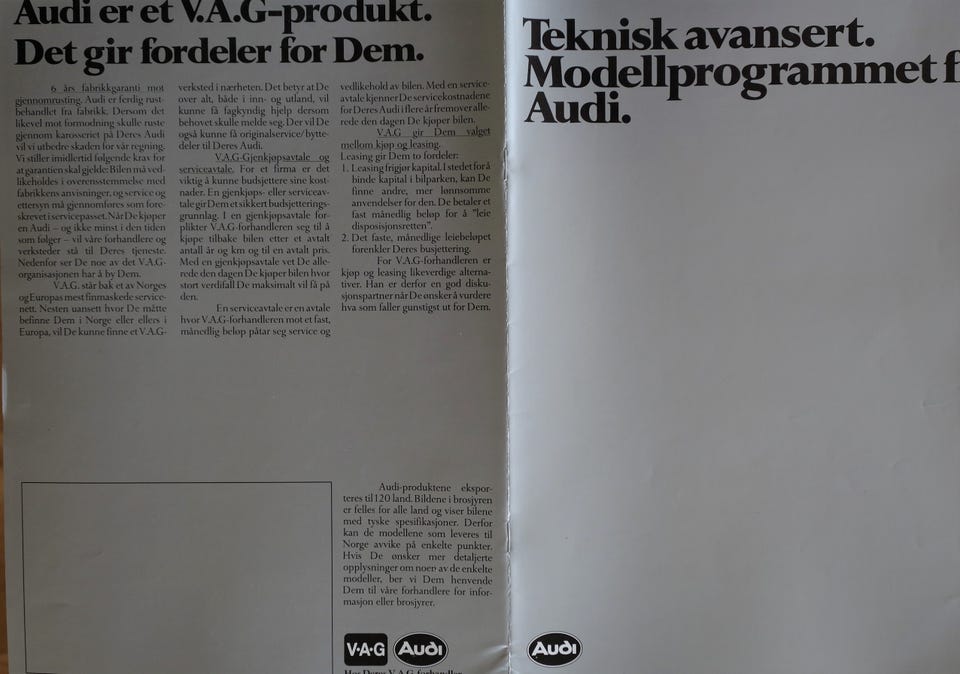 Audi er et V.A.G-produkt.
Det gir fordeler for Dem.
6 års fabrikkgaranti mot
gjennomrusting. Audi er ferdig rust-
behandlet fra fabrikk. Dersom det
likevel mot formodning skulle ruste
gjennom karosseriet på Deres Audi
vil vi utbedre skaden for vår regning.
Vi stiller imidlertid følgende krav for
at garantien skal gjelde: Bilen må ved-
likeholdes i overensstemmelse med
fabrikkens anvisninger, og service og
ettersyn må gjennomføres som fore-
skrevet i servicepasset. Når De kjøper
en Audi – og ikke minst i den tiden
som følger – vil våre forhandlere og
verksteder stå til Deres tjeneste.
Nedenfor ser De noe av det V.A.G-
organisasjonen har å by Dem.
V.A.G. står bak et av Norges
og Europas mest finmaskede service-
nett. Nesten uansett hvor De måtte
befinne Dem i Norge eller ellers i
Europa, vil De kunne finne et V.A.G-
verksted i nærheten. Det betyr at De
over alt, både i inn- og utland, vil
kunne få fagkyndig hjelp dersom
behovet skulle melde seg. Der vil De
også kunne få originalservice/bytte-
deler til Deres Audi.
V.A.G-Gjenkjøpsavtale og
serviceavtale. For et firma er det
viktig å kunne budsjettere sine kost-
nader. En gjenkjøps- eller serviceav-
tale gir Dem et sikkert budsjetterings-
grunnlag. I en gjenkjøpsavtale for-
plikter V.A.G-forhandleren seg til å
kjøpe tilbake bilen etter et avtalt
antall år og km og til en avtalt pris.
Med en gjenkjøpsavtale vet De alle-
rede den dagen De kjøper bilen hvor
stort verdifall De maksimalt vil få på
den.
En serviceavtale er en avtale
hvor V.A.G-forhandleren mot et fast,
månedlig beløp påtar seg service og
vedlikehold av bilen. Med en service-
avtale kjenner De servicekostnadene
for Deres Audi i flere år fremover alle-
rede den dagen De kjøper bilen.
V.A.G gir Dem valget
mellom kjøp og leasing.
Leasing gir Dem to fordeler:
1. Leasing frigjør kapital. I stedet for å
binde kapital i bilparken, kan De
finne andre, mer lønnsomme
anvendelser for den. De betaler et
fast månedlig beløp for å "leie
disposisjonsretten".
2. Det faste, månedlige leiebeløpet
forenkler Deres busjettering.
For V.A.G-forhandleren er
kjøp og leasing likeverdige alterna-
tiver. Han er derfor en god disku-
sjonspartner når De ønsker å vurdere
hva som faller gunstigst ut for Dem.
Audi-produktene ekspor-
teres til 120 land. Bildene i brosjyren
er felles for alle land og viser bilene
med tyske spesifikasjoner. Derfor
kan de modellene som leveres til
Norge avvike på enkelte punkter.
Hvis De ønsker mer detaljerte
opplysninger om noen av de enkelte
modeller, ber vi Dem henvende
Dem til våre forhandlere for infor-
masjon eller brosjyrer.
V·A·G Audi
Teknisk avansert.
Modellprogrammet f
Audi.
Audi